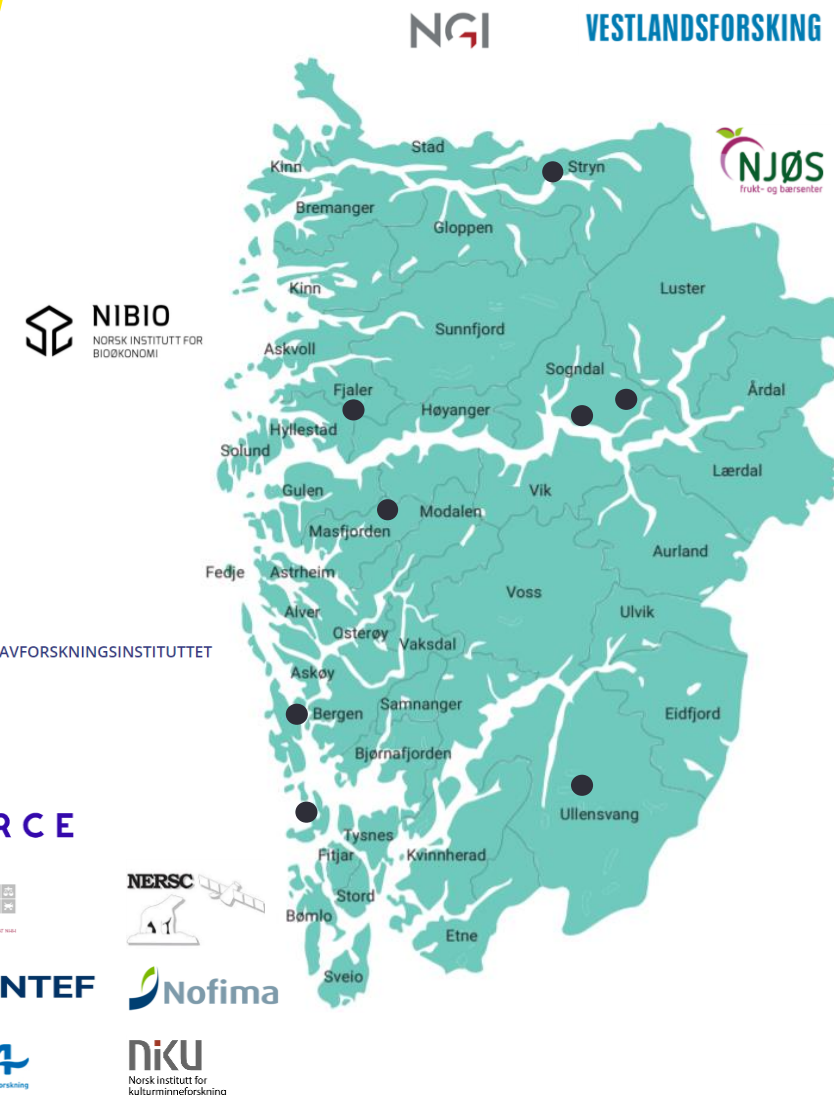 NGI
VESTLANDSFORSKING
NJØS
frukt- og bærsenter
Stad
Kinn
Stryn
Bremanger
Gloppen
Kinn
Luster
NIBIO
NORSK INSTITUTT FOR
BIOØKONOMI
Sunnfjord
Askvoll
Sogndal
Fjaler
Årdal
Høyanger
Hyllestad
Solund
Lærdal
Gulen
Vik
Modalen
Masfjorden
Aurland
Fedje
Astrheim
Voss
Alver
Ulvik
Osterøy
Vaksdal
AVFORSKNINGSINSTITUTTET
Askøy
Samnanger
Bergen
Eidfjord
Bjørnafjorden
Ullensvang
RCE
Tysnes
Fitjar
Kvinnherad
NERSC
Stord
Bømlo
Etne
Sveio
NTEF
Nofima
niku
Norsk institutt for
kulturminneforskning
orskning